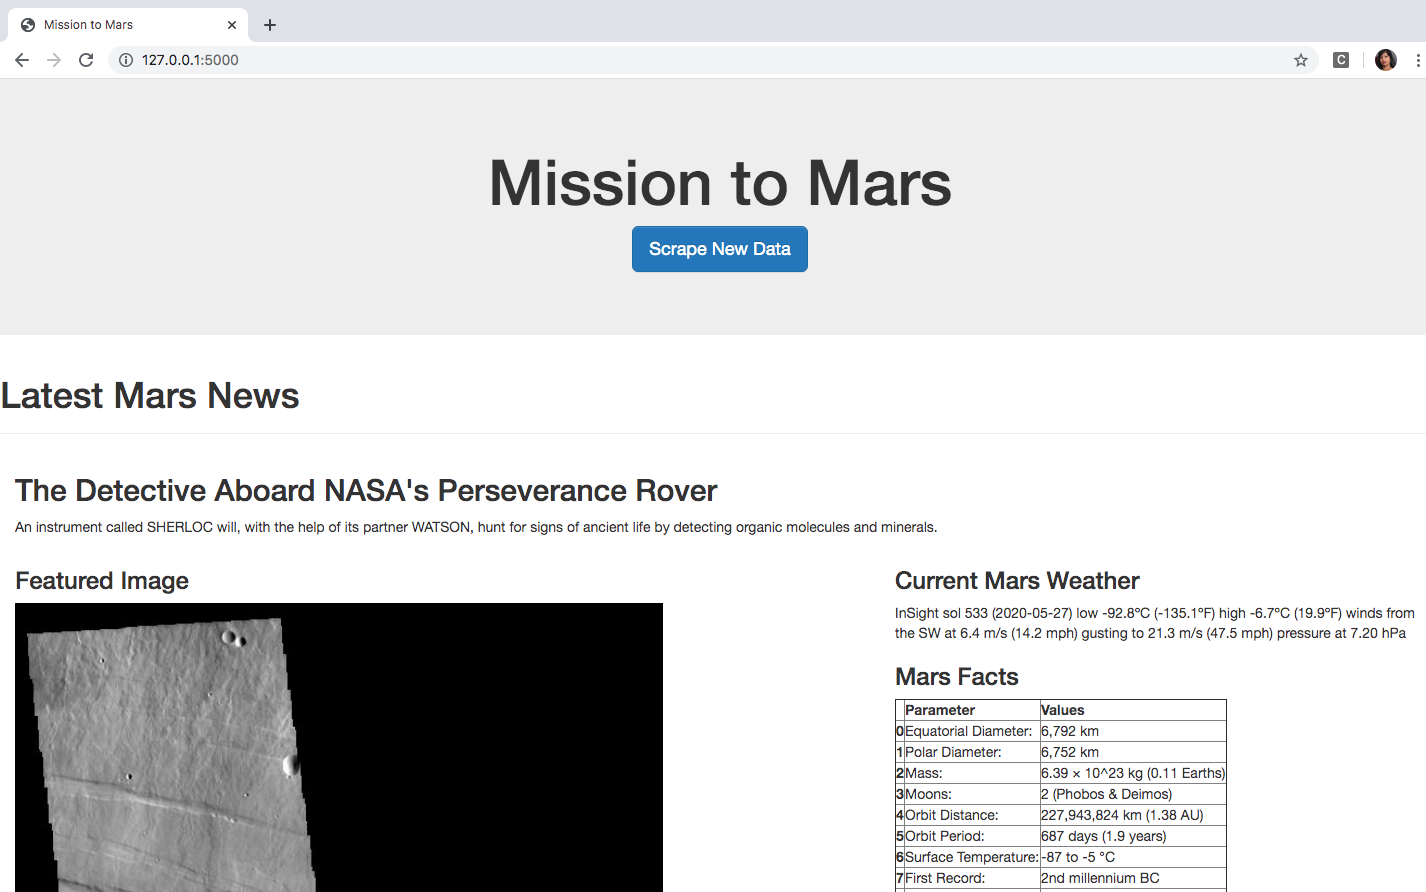 Mission to Mars
127.0.0.1:5000
C
Mission to Mars
Scrape New Data
Latest Mars News
The Detective Aboard NASA's Perseverance Rover
An instrument called SHERLOC will, with the help of its partner WATSON, hunt for signs of ancient life by detecting organic molecules and minerals.
Featured Image
Current Mars Weather
InSight sol 533 (2020-05-27) low -92.8ºC (-135.1ºF) high -6.7ºC (19.9ºF) winds from
the SW at 6.4 m/s (14.2 mph) gusting to 21.3 m/s (47.5 mph) pressure at 7.20 hPa
Mars Facts
Parameter Values
0 Equatorial Diameter: 6,792 km
1 Polar Diameter: 6,752 km
2 Mass: 6.39 × 10^23 kg (0.11 Earths)
3 Moons: 2 (Phobos & Deimos)
4 Orbit Distance: 227,943,824 km (1.38 AU)
5 Orbit Period: 687 days (1.9 years)
6 Surface Temperature: -87 to -5 °C
7 First Record: 2nd millennium BC